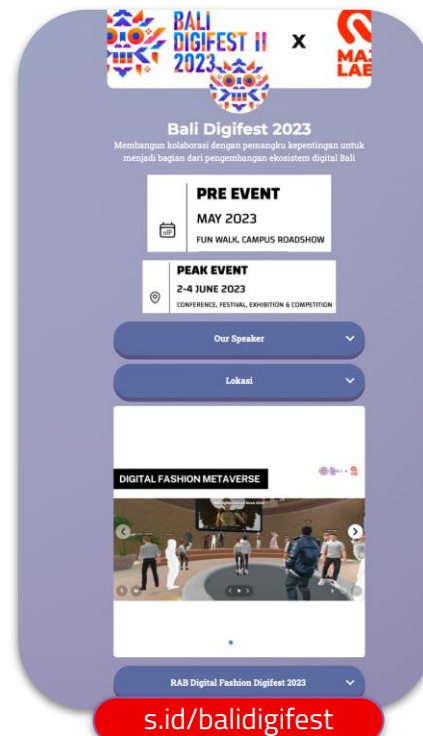 BALI
DIGIFEST II
2023
X
Bali Digifest 2023
Membangun kolaborasi dengan pemangku kepentingan untuk
menjadi bagian dari pengembangan ekosistem digital Bali
PRE EVENT
MAY 2023
FUN WALK, CAMPUS ROADSHOW
PEAK EVENT
2-4 JUNE 2023
CONFERENCE, FESTIVAL, EXHIBITION & COMPETITION
Our Speaker
Lokasi
DIGITAL FASHION METAVERSE
RAB Digital Fashion Digifest 2023
s.id/balidigifest